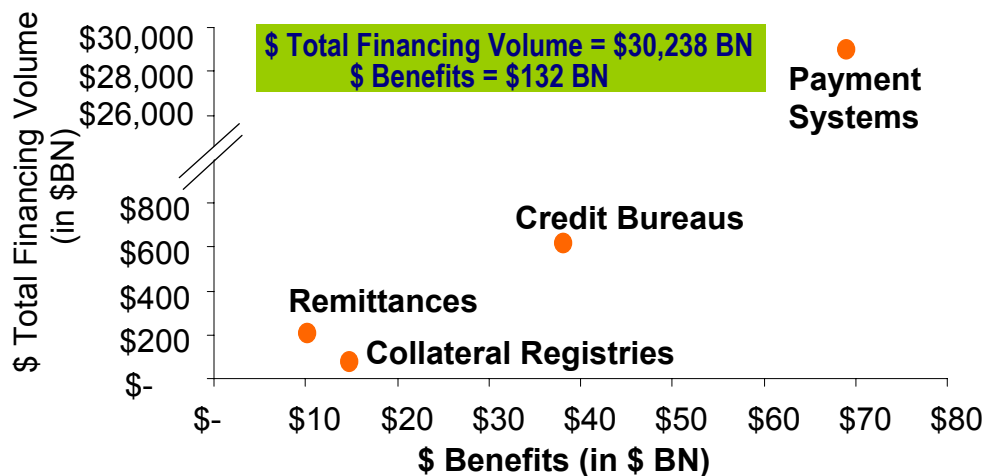 $ Total Financing Volume
(in $BN)
$30,000
$28,000
$26,000
$800
$600
$400
$200
$-
$ Total Financing Volume = $30,238 BN
$ Benefits = $132 BN
Payment
Systems
Credit Bureaus
Remittances
Collateral Registries
$- $10 $20 $30 $40 $50 $60 $70 $80
$ Benefits (in $ BN)